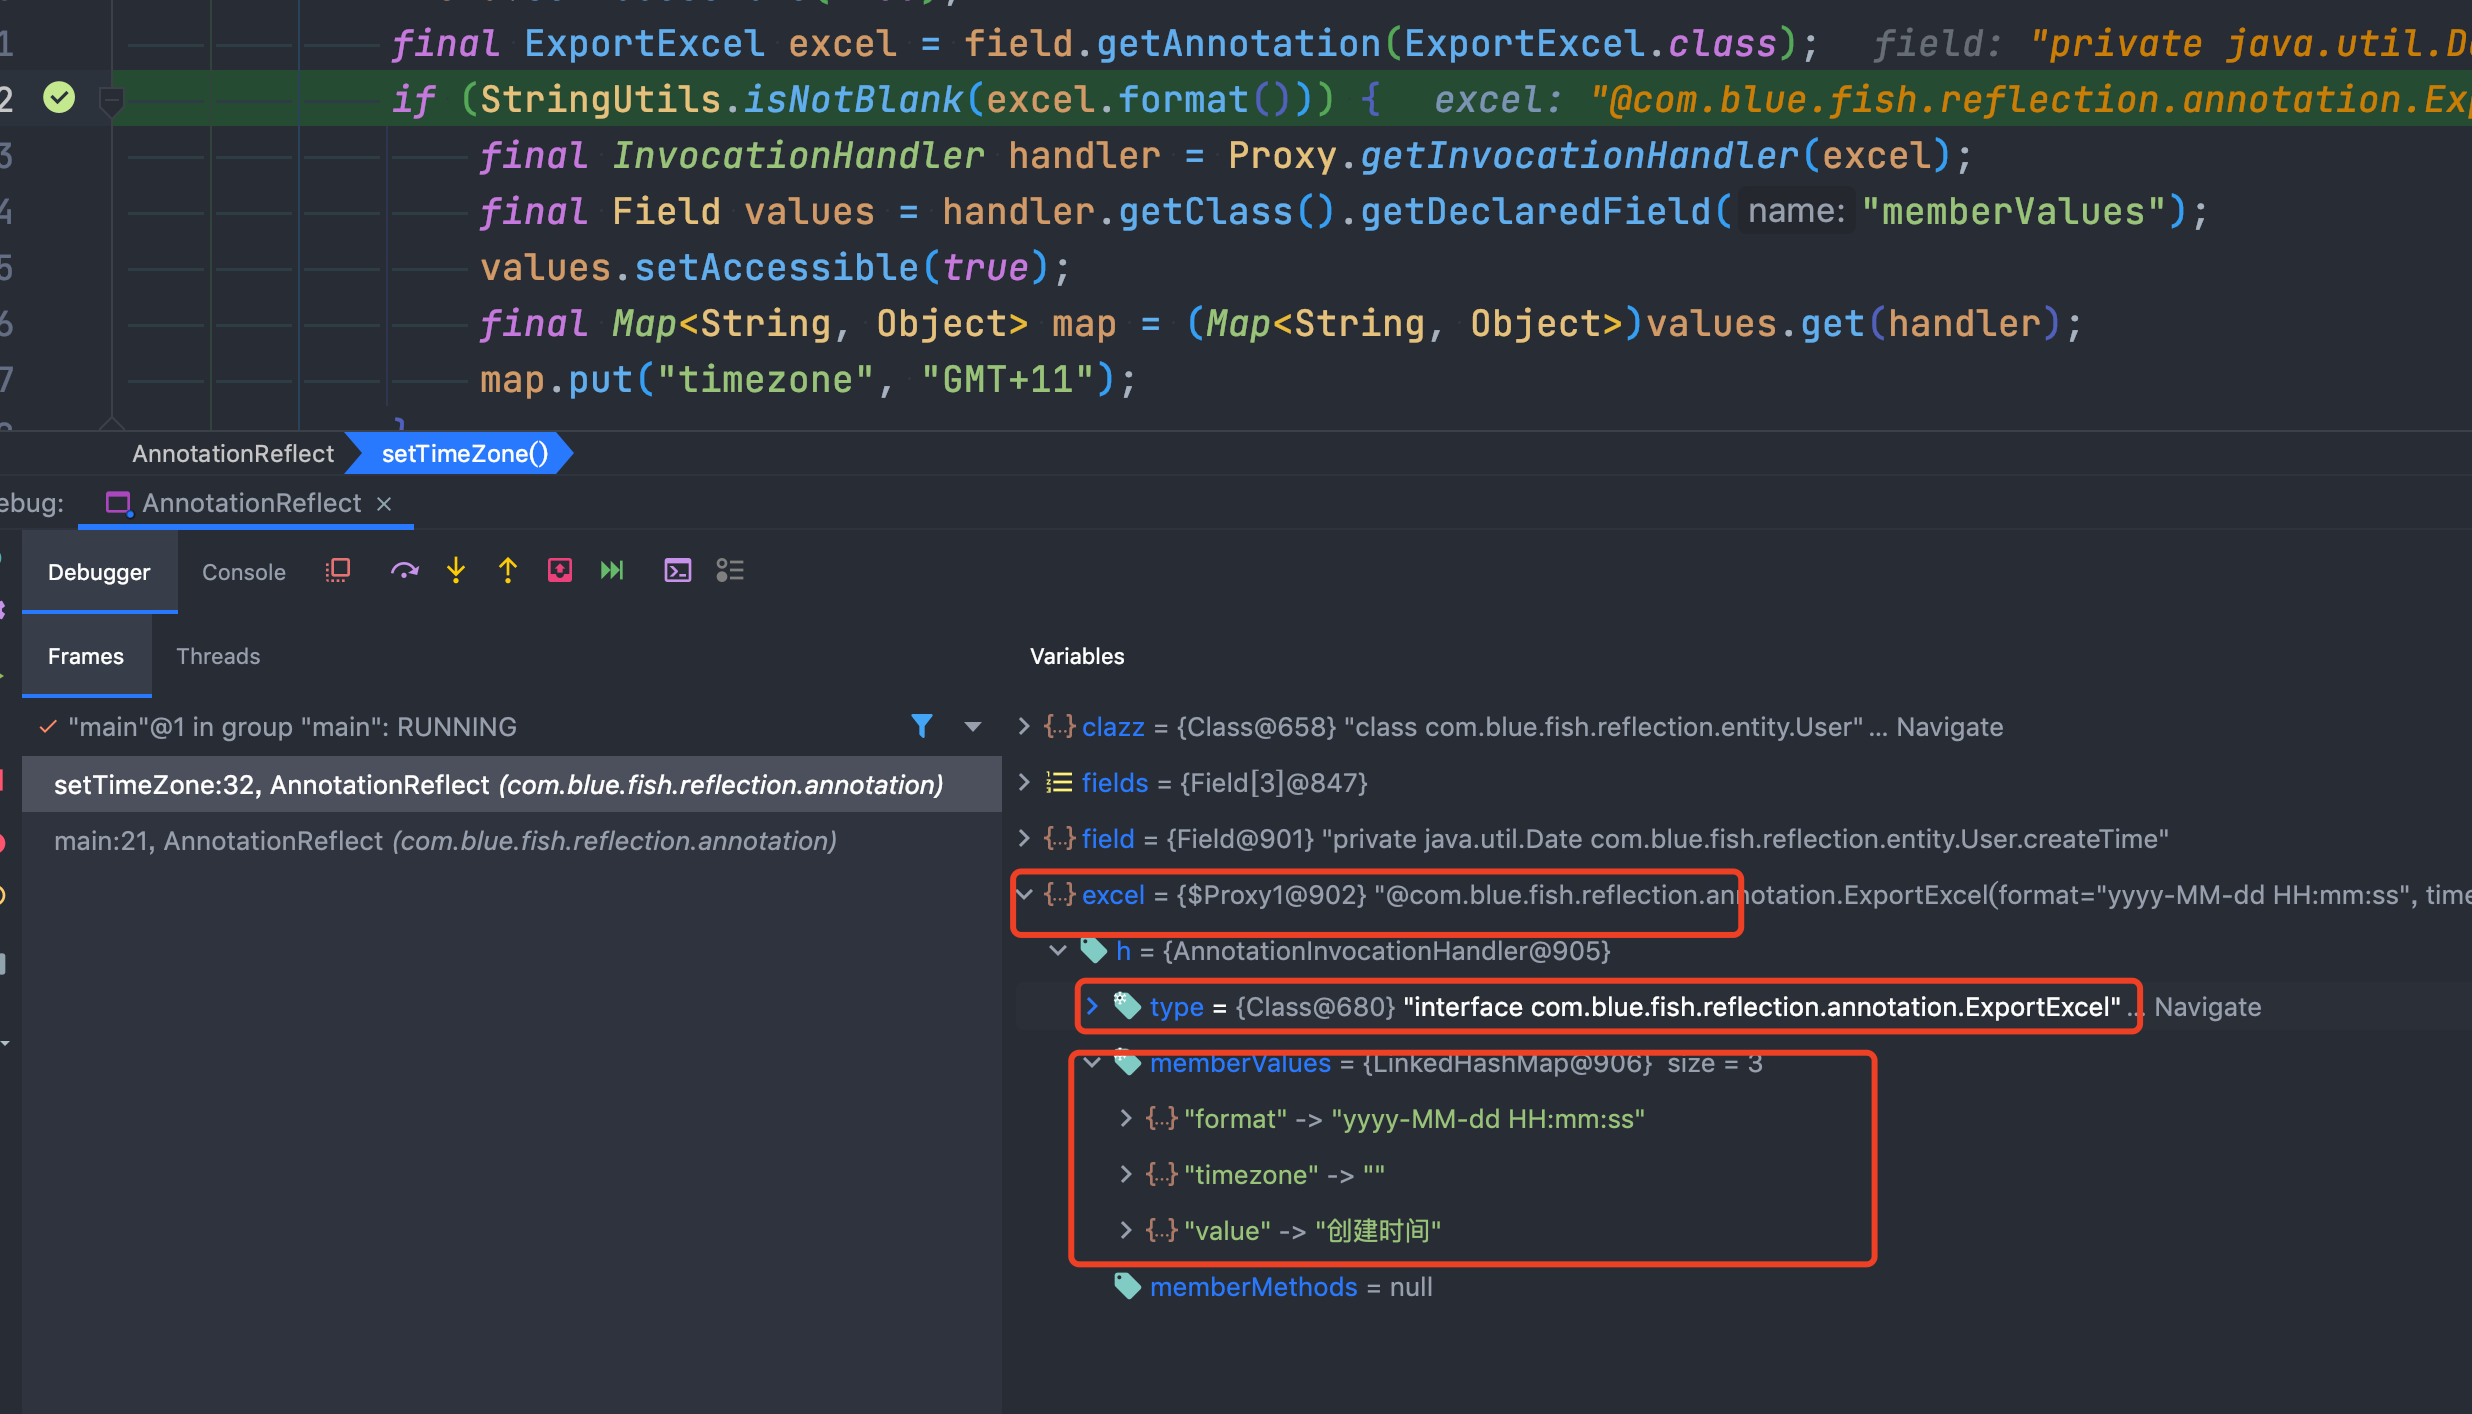 1 final ExportExcel excel = field.getAnnotation(ExportExcel.class); field: "private java.util.D
2 if (StringUtils.isNotBlank(excel.format())) { excel: "@com.blue.fish.reflection.annotation.Exp
3 final InvocationHandler handler = Proxy.getInvocationHandler(excel);
4 final Field values = handler.getClass().getDeclaredField( name: "memberValues");
5 values.setAccessible(true);
6 final Map<String, Object> map = (Map<String, Object>)values.get(handler);
7 map.put("timezone", "GMT+11");
}
AnnotationReflect setTimeZone()
ebug: AnnotationReflect ×
Debugger Console
Frames Threads Variables
"main"@1 in group "main": RUNNING
setTimeZone:32, AnnotationReflect (com.blue.fish.reflection.annotation)
main:21, AnnotationReflect (com.blue.fish.reflection.annotation)
clazz = {Class@658} "class com.blue.fish.reflection.entity.User" ... Navigate
fields = {Field[3]@847}
field = {Field@901} "private java.util.Date com.blue.fish.reflection.entity.User.createTime"
excel = {$Proxy1@902} "@com.blue.fish.reflection.annotation.ExportExcel(format="yyyy-MM-dd HH:mm:ss", time
h = {AnnotationInvocationHandler@905}
type = {Class@680} "interface com.blue.fish.reflection.annotation.ExportExcel" ... Navigate
memberValues = {LinkedHashMap@906} size = 3
"format" -> "yyyy-MM-dd HH:mm:ss"
"timezone" -> ""
"value" -> "创建时间"
memberMethods = null